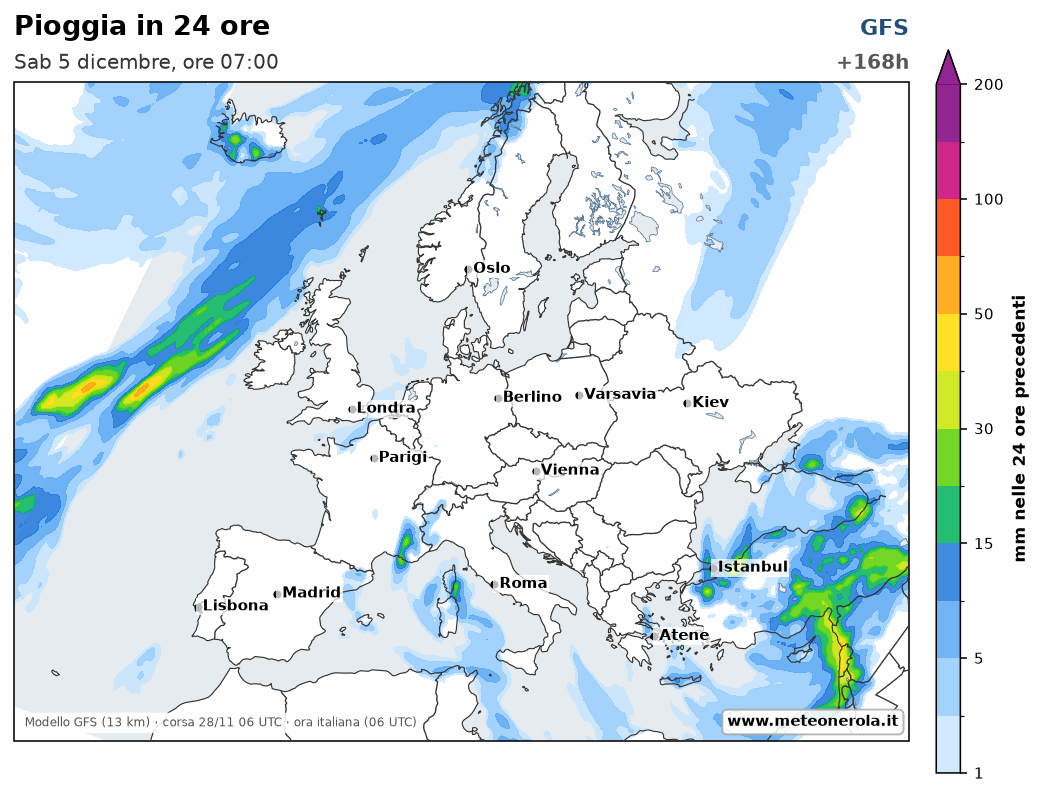 Pioggia in 24 ore
GFS
Sab 5 dicembre, ore 07:00
+168h
200
100
50
30
15
5
1
mm nelle 24 ore precedenti
Oslo
Londra
Berlino
Varsavia
Kiev
Parigi
Vienna
Istanbul
Roma
Madrid
Lisbona
Atene
Modello GFS (13 km) · corsa 28/11 06 UTC · ora italiana (06 UTC)
www.meteonerola.it